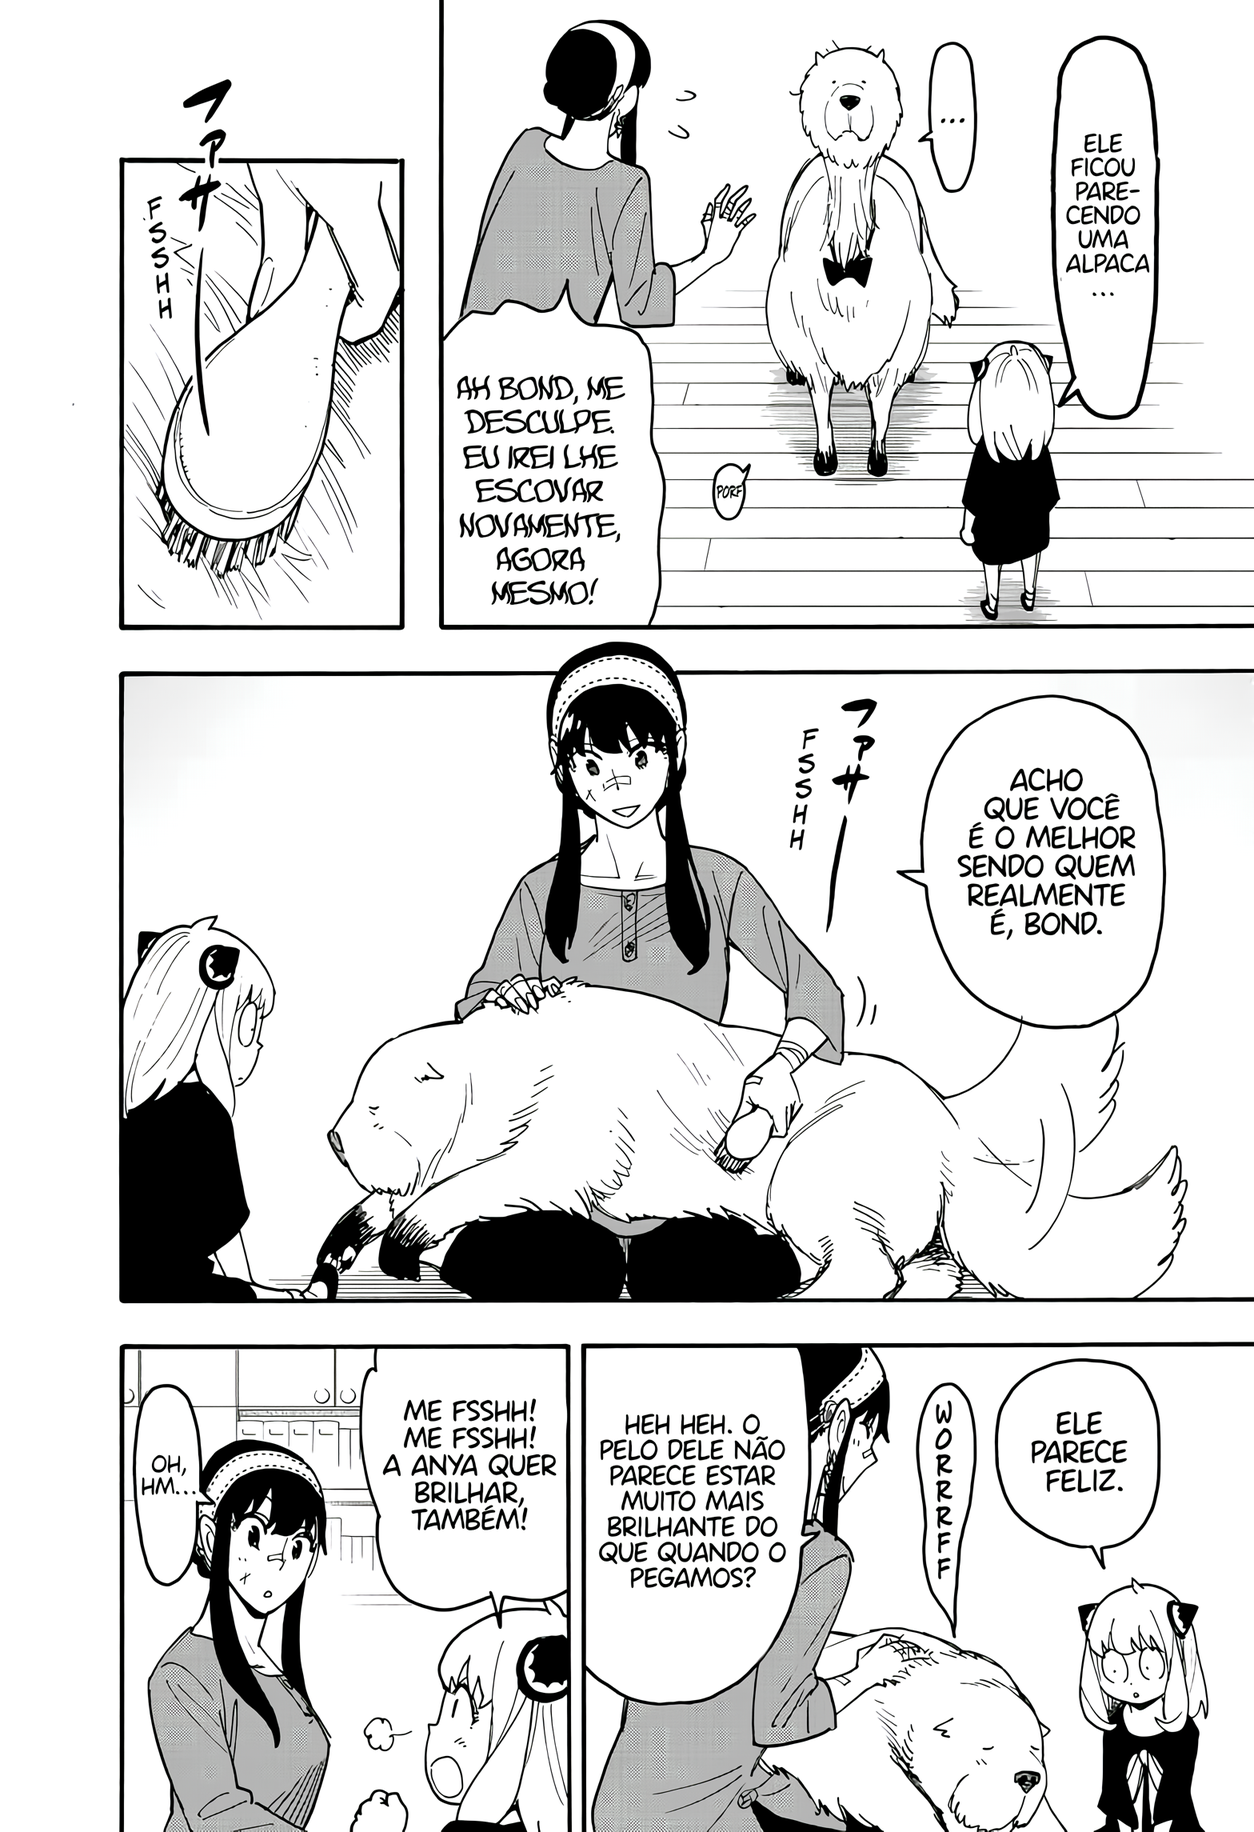 ELE
FICOU
PARE-
CENDO
UMA
ALPACA
...
...
PORF
AH BOND, ME
DESCULPE.
EU IREI LHE
ESCOVAR
NOVAMENTE,
AGORA
MESMO!
ファサ
FSSHH
ACHO
QUE VOCÊ
É O MELHOR
SENDO QUEM
REALMENTE
É, BOND.
ファサ
FSSHH
ELE
PARECE
FELIZ.
WORRRFF
HEH HEH. O
PELO DELE NÃO
PARECE ESTAR
MUITO MAIS
BRILHANTE DO
QUE QUANDO O
PEGAMOS?
ME FSSHH!
ME FSSHH!
A ANYA QUER
BRILHAR,
TAMBÉM!
OH,
HM...